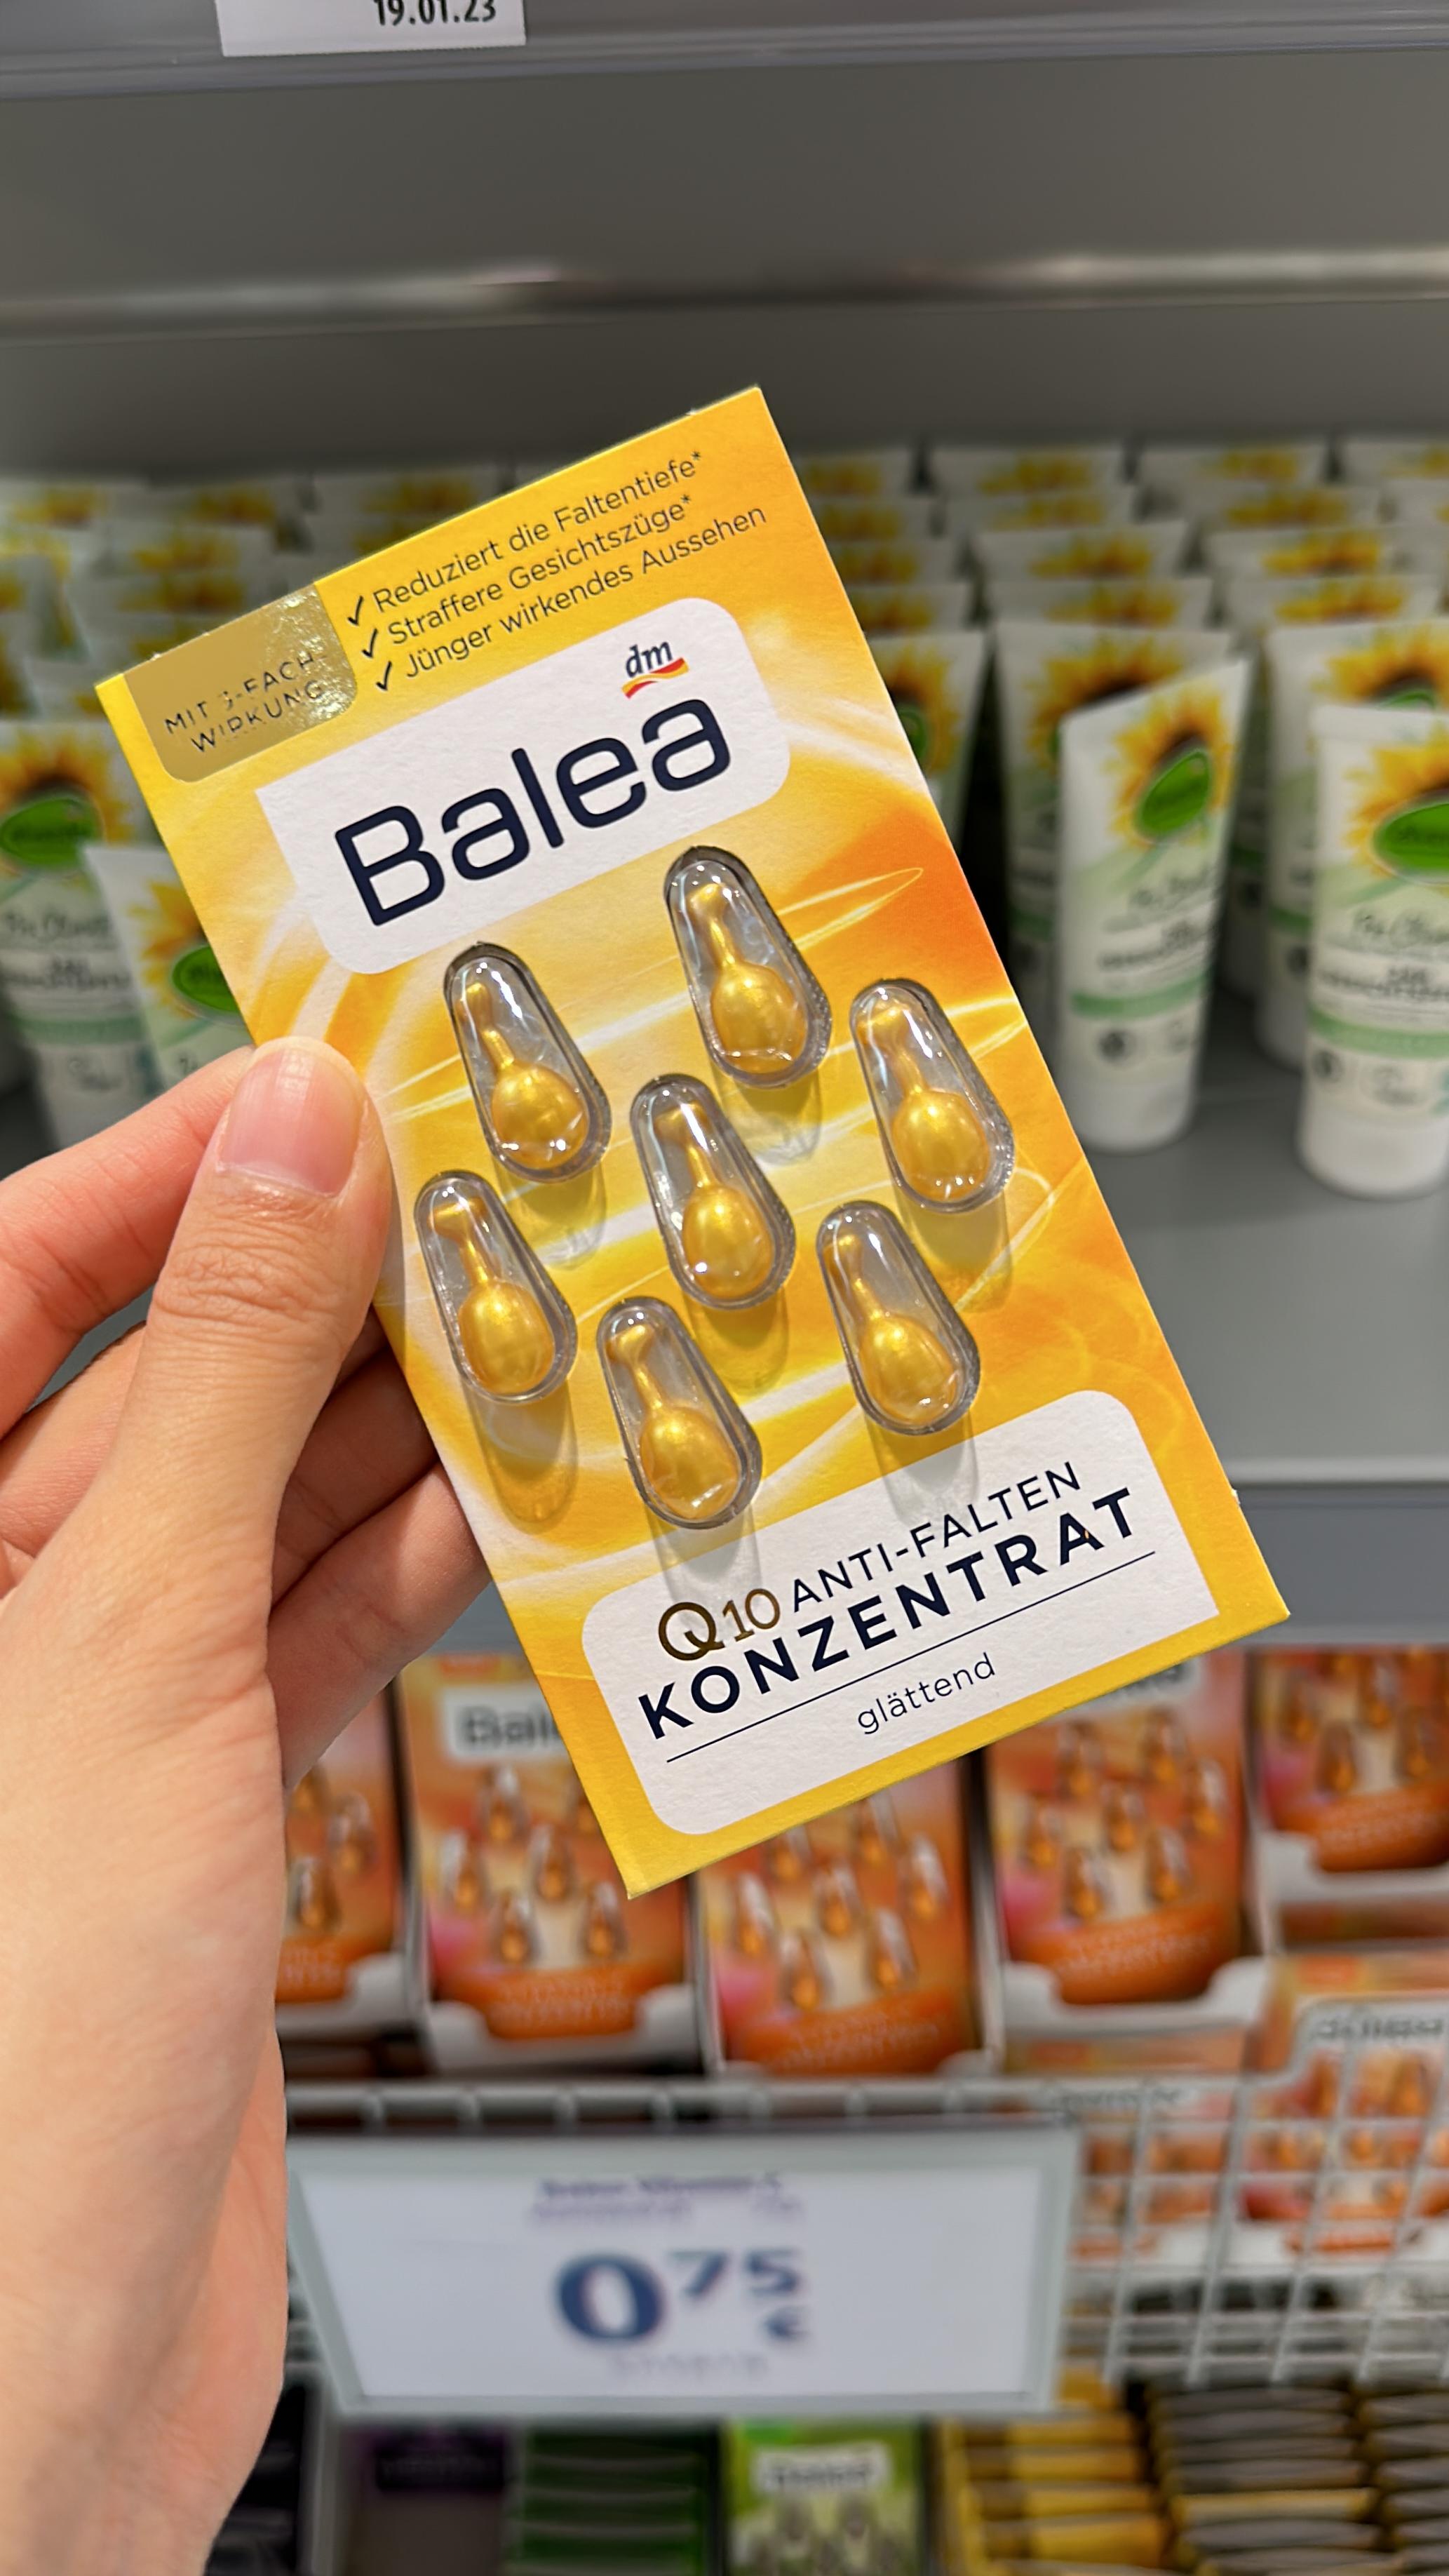 19.01.23
MIT 3-FACH
WIRKUNG
✓ Reduziert die Faltentiefe*
✓ Straffere Gesichtszüge*
✓ Jünger wirkendes Aussehen
dm
Balea
Q10 ANTI-FALTEN
KONZENTRAT
glättend
0 75
€